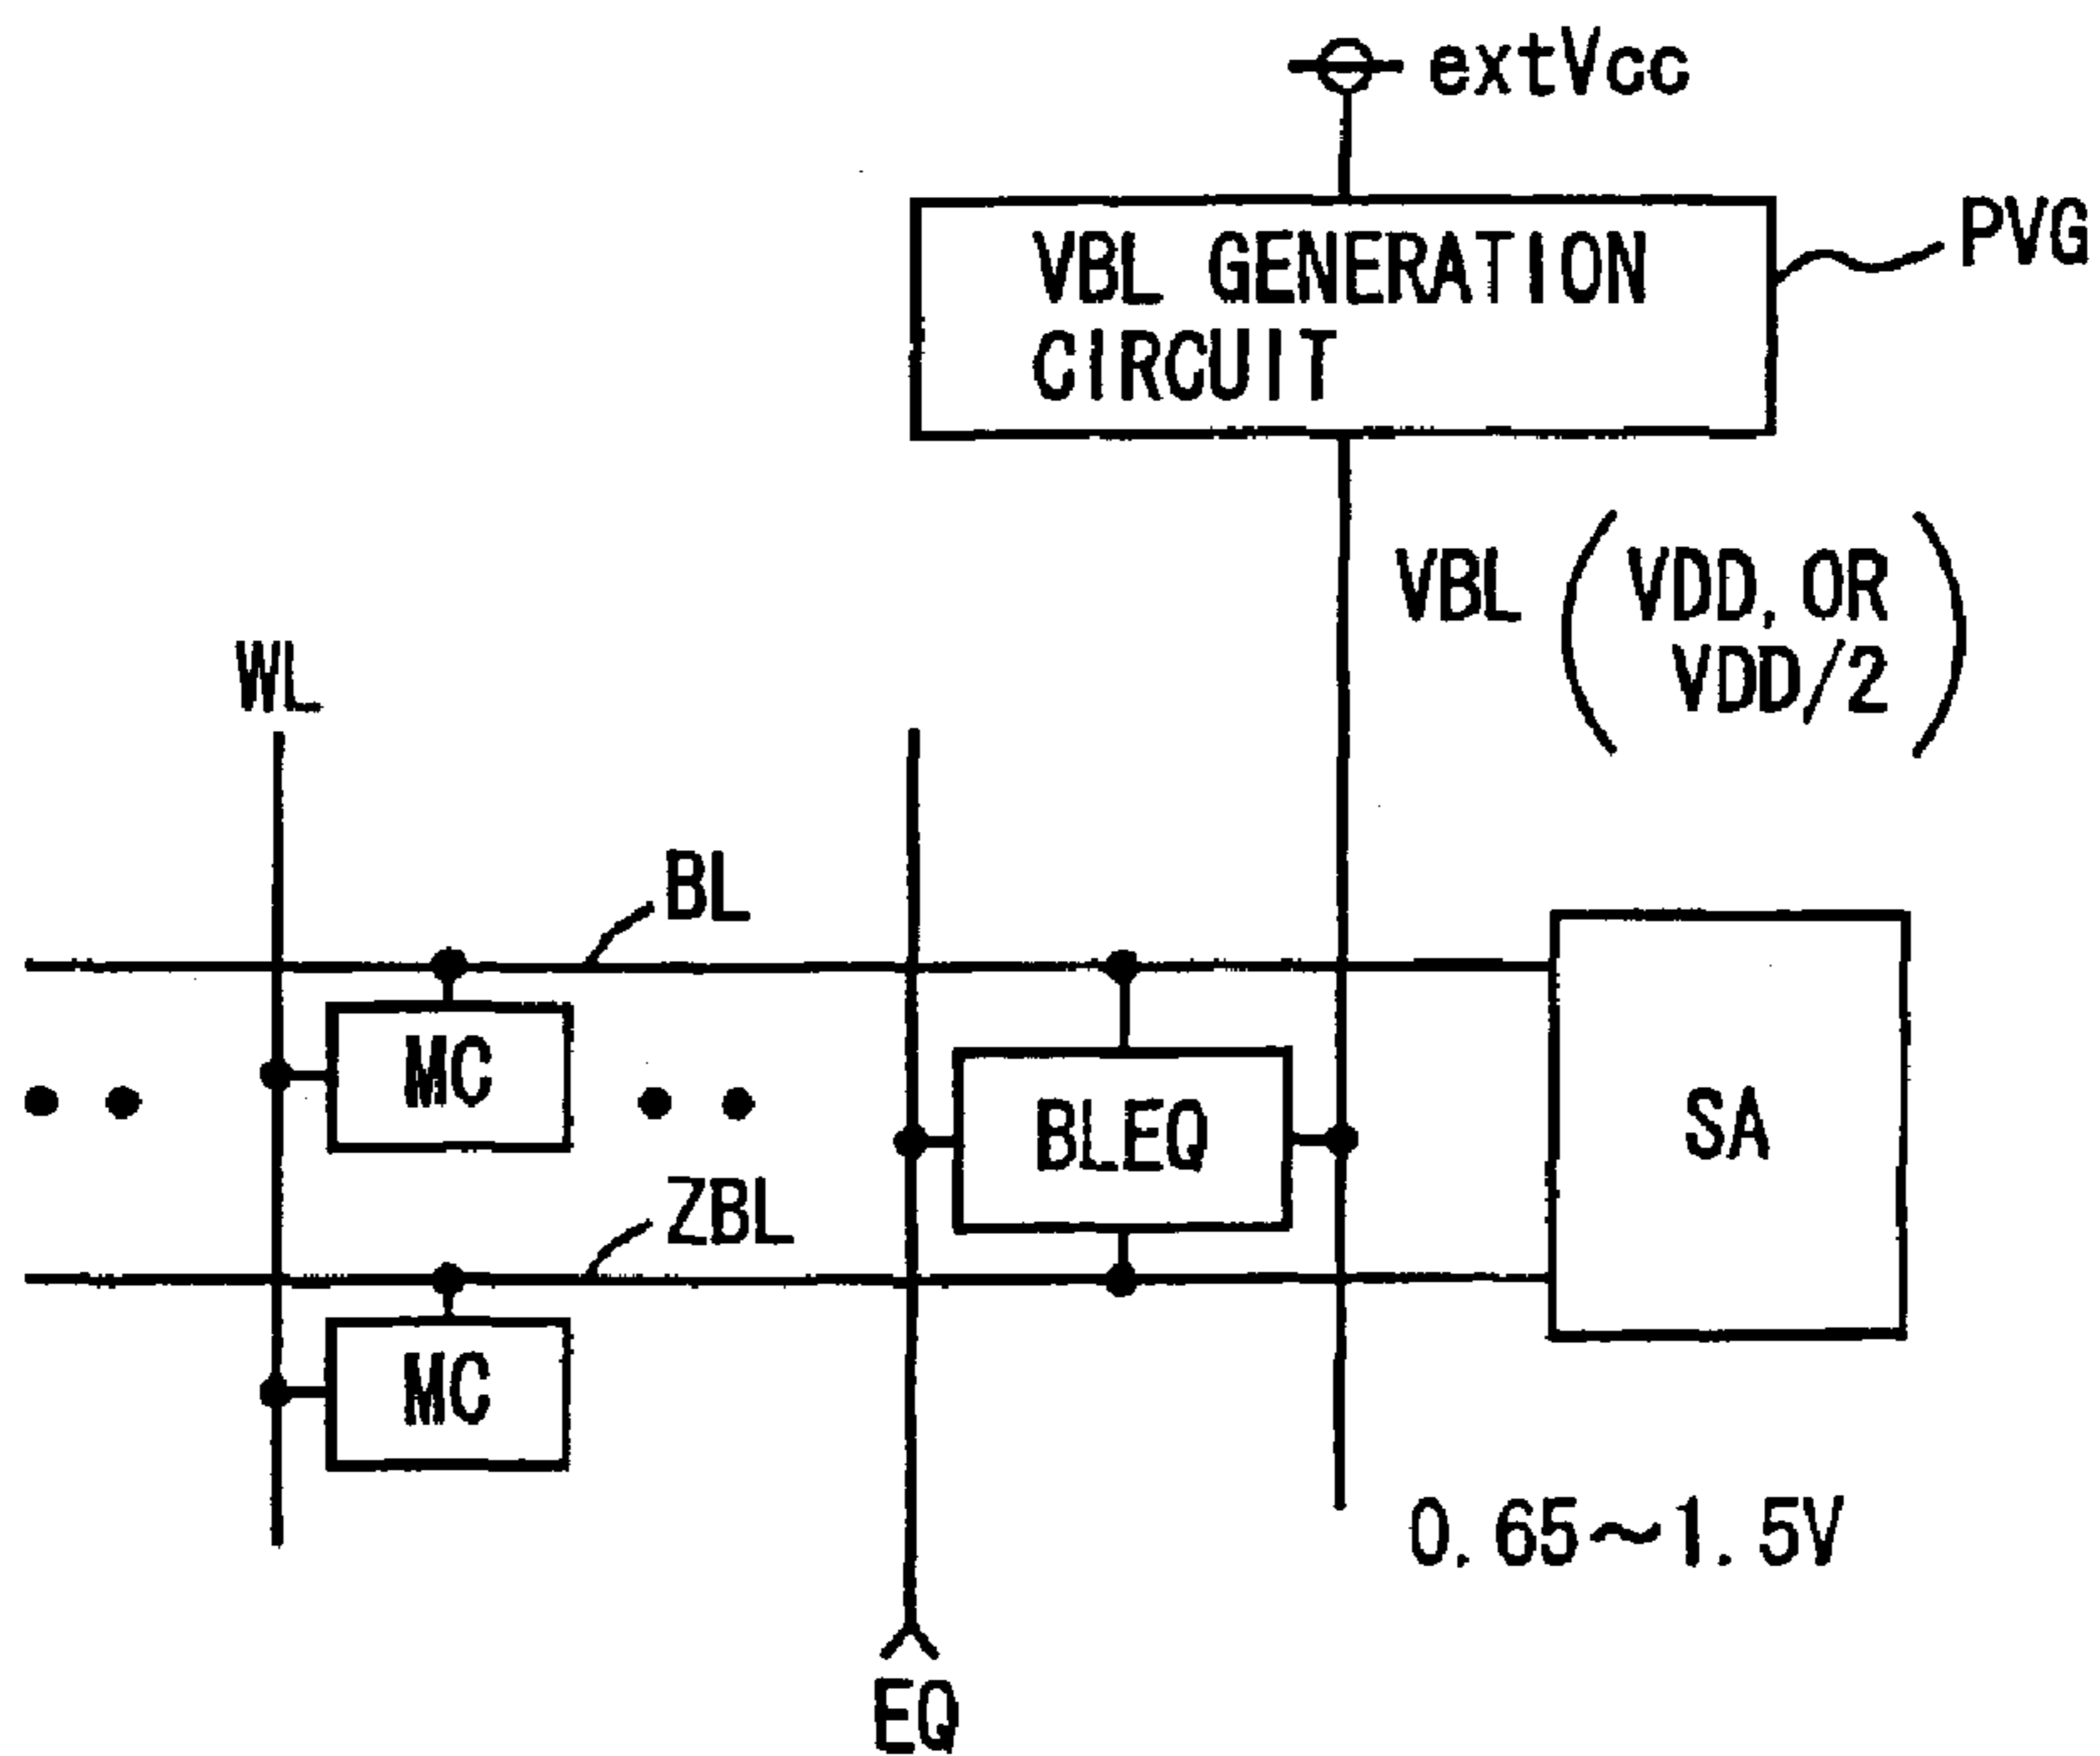 extVcc
VBL GENERATION
CIRCUIT
PVG
VBL (VDD, OR
VDD/2)
WL
BL
MC
BLEQ
SA
ZBL
MC
0.65~1.5V
EQ